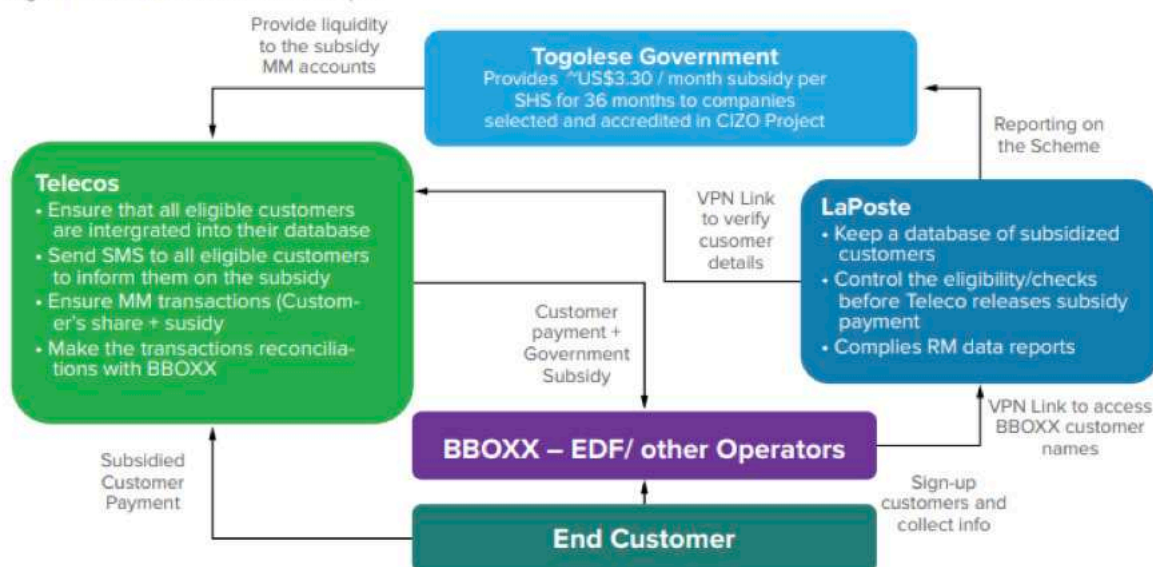 Provide liquidity
to the subsidy
MM accounts
Togolese Government
Provides ~US$3.30 / month subsidy per
SHS for 36 months to companies
selected and accredited in CIZO Project
Reporting on
the Scheme
Telecos
• Ensure that all eligible customers
are intergrated into their database
• Send SMS to all eligible customers
to inform them on the subsidy
• Ensure MM transactions (Custom-
er's share + susidy
• Make the transactions reconcilia-
tions with BBOXX
VPN Link
to verify
cusomer
details
LaPoste
• Keep a database of subsidized
customers
• Control the eligibility/checks
before Teleco releases subsidy
payment
• Complies RM data reports
Customer
payment +
Government
Subsidy
VPN Link to access
BBOXX customer
names
BBOXX – EDF/ other Operators
Subsidied
Customer
Payment
Sign-up
customers and
collect info
End Customer